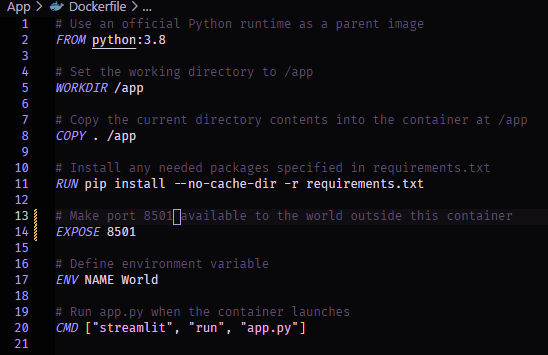 App > Dockerfile > ...
1 # Use an official Python runtime as a parent image
2 FROM python:3.8
3
4 # Set the working directory to /app
5 WORKDIR /app
6
7 # Copy the current directory contents into the container at /app
8 COPY . /app
9
10 # Install any needed packages specified in requirements.txt
11 RUN pip install --no-cache-dir -r requirements.txt
12
13 # Make port 8501 available to the world outside this container
14 EXPOSE 8501
15
16 # Define environment variable
17 ENV NAME World
18
19 # Run app.py when the container launches
20 CMD ["streamlit", "run", "app.py"]
21